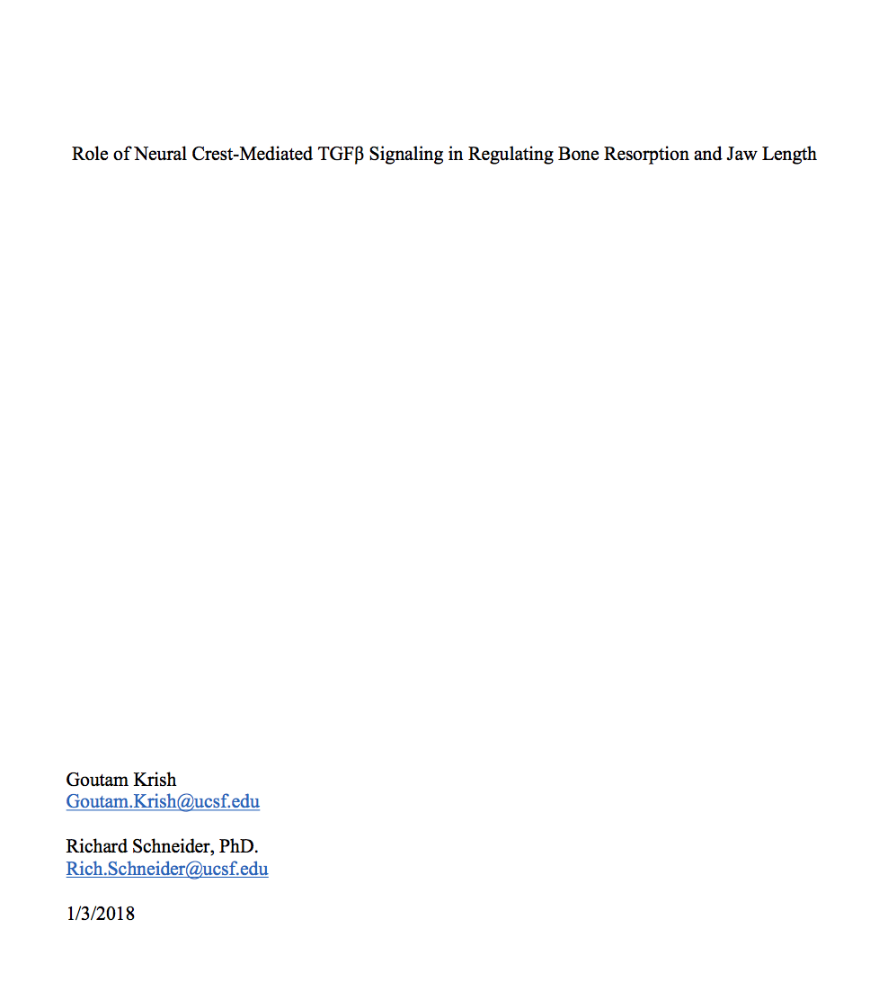 Role of Neural Crest-Mediated TGFβ Signaling in Regulating Bone Resorption and Jaw Length
Goutam Krish
Goutam.Krish@ucsf.edu
Richard Schneider, PhD.
Rich.Schneider@ucsf.edu
1/3/2018